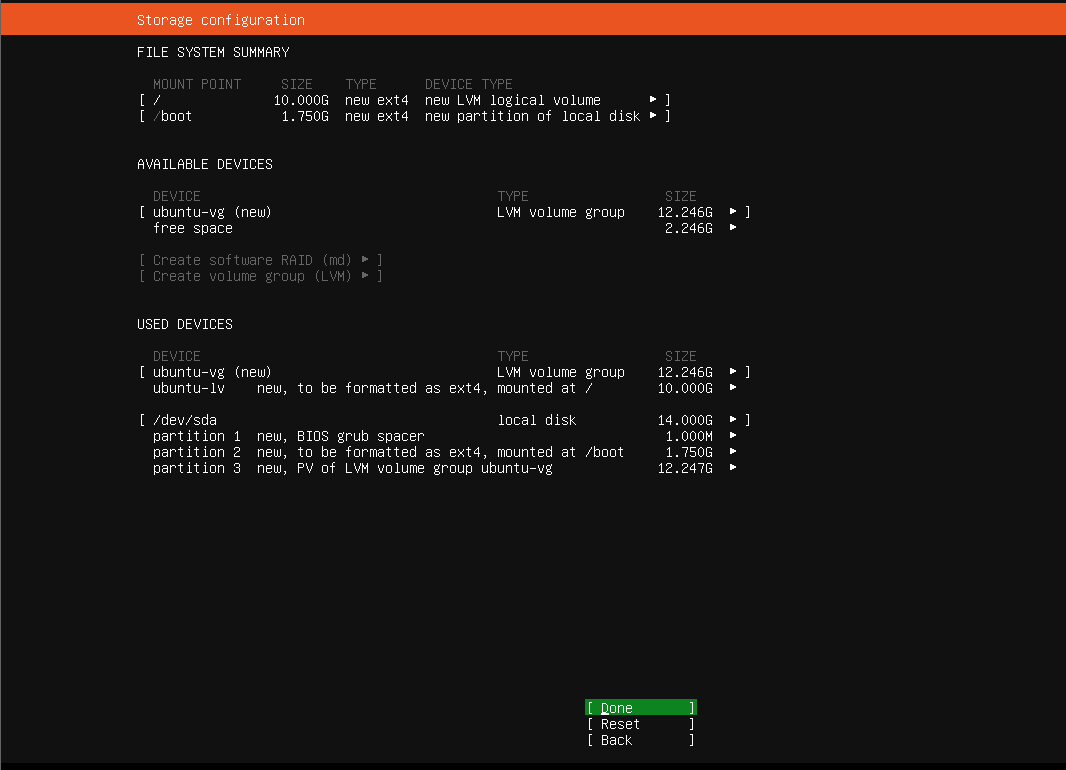 Storage configuration
FILE SYSTEM SUMMARY
MOUNT POINT SIZE TYPE DEVICE TYPE
[ / 10.000G new ext4 new LVM logical volume ▸ ]
[ /boot 1.750G new ext4 new partition of local disk ▸ ]
AVAILABLE DEVICES
DEVICE TYPE SIZE
[ ubuntu-vg (new) LVM volume group 12.246G ▸ ]
free space 2.246G ▸
[ Create software RAID (md) ▸ ]
[ Create volume group (LVM) ▸ ]
USED DEVICES
DEVICE TYPE SIZE
[ ubuntu-vg (new) LVM volume group 12.246G ▸ ]
ubuntu-lv new, to be formatted as ext4, mounted at / 10.000G ▸
[ /dev/sda local disk 14.000G ▸ ]
partition 1 new, BIOS grub spacer 1.000M ▸
partition 2 new, to be formatted as ext4, mounted at /boot 1.750G ▸
partition 3 new, PV of LVM volume group ubuntu-vg 12.247G ▸
[ Done ]
[ Reset ]
[ Back ]